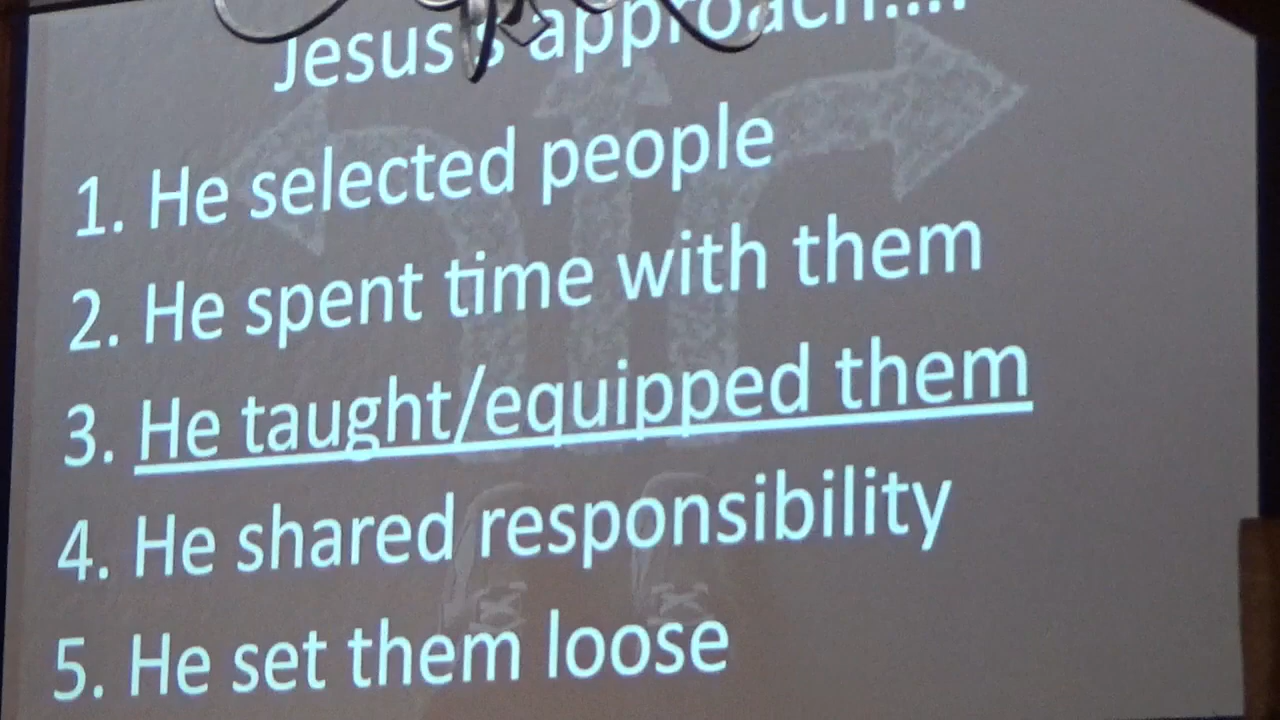 Jesus's approach....
1. He selected people
2. He spent time with them
3. He taught/equipped them
4. He shared responsibility
5. He set them loose